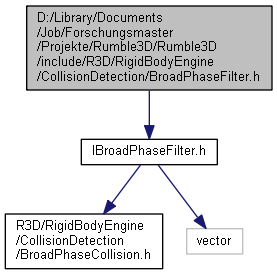 D:/Library/Documents
/Job/Forschungsmaster
/Projekte/Rumble3D/Rumble3D
/include/R3D/RigidBodyEngine
/CollisionDetection/BroadPhaseFilter.h
IBroadPhaseFilter.h
R3D/RigidBodyEngine
/CollisionDetection
/BroadPhaseCollision.h
vector